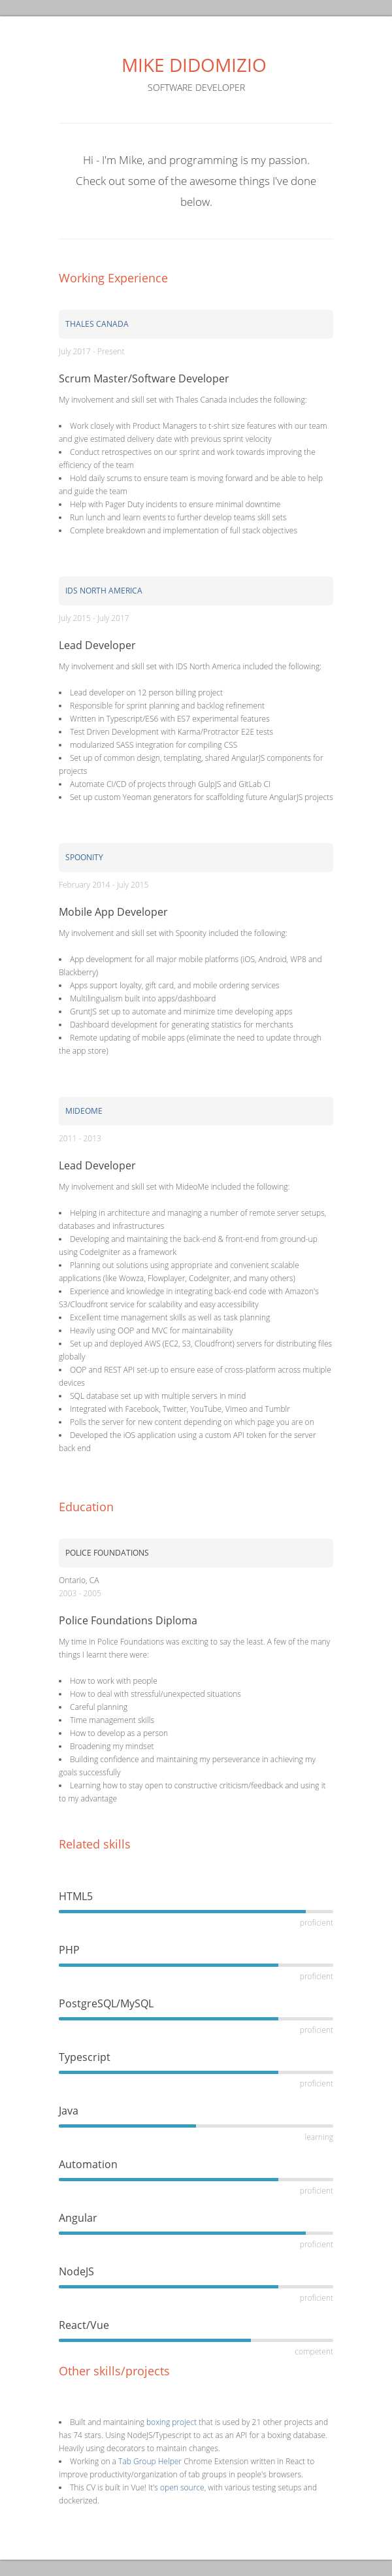 MIKE DIDOMIZIO
SOFTWARE DEVELOPER
Hi - I'm Mike, and programming is my passion.
Check out some of the awesome things I've done
below.
Working Experience
THALES CANADA
July 2017 - Present
Scrum Master/Software Developer
My involvement and skill set with Thales Canada includes the following:
• Work closely with Product Managers to t-shirt size features with our team
and give estimated delivery date with previous sprint velocity
• Conduct retrospectives on our sprint and work towards improving the
efficiency of the team
• Hold daily scrums to ensure team is moving forward and be able to help
and guide the team
• Help with Pager Duty incidents to ensure minimal downtime
• Run lunch and learn events to further develop teams skill sets
• Complete breakdown and implementation of full stack objectives
IDS NORTH AMERICA
July 2015 - July 2017
Lead Developer
My involvement and skill set with IDS North America included the following:
• Lead developer on 12 person billing project
• Responsible for sprint planning and backlog refinement
• Written in Typescript/ES6 with ES7 experimental features
• Test Driven Development with Karma/Protractor E2E tests
• modularized SASS integration for compiling CSS
• Set up of common design, templating, shared AngularJS components for
projects
• Automate CI/CD of projects through GulpJS and GitLab CI
• Set up custom Yeoman generators for scaffolding future AngularJS projects
SPOONITY
February 2014 - July 2015
Mobile App Developer
My involvement and skill set with Spoonity included the following:
• App development for all major mobile platforms (iOS, Android, WP8 and
Blackberry)
• Apps support loyalty, gift card, and mobile ordering services
• Multilingualism built into apps/dashboard
• GruntJS set up to automate and minimize time developing apps
• Dashboard development for generating statistics for merchants
• Remote updating of mobile apps (eliminate the need to update through
the app store)
MIDEOME
2011 - 2013
Lead Developer
My involvement and skill set with MideoMe included the following:
• Helping in architecture and managing a number of remote server setups,
databases and infrastructures
• Developing and maintaining the back-end & front-end from ground-up
using CodeIgniter as a framework
• Planning out solutions using appropriate and convenient scalable
applications (like Wowza, Flowplayer, CodeIgniter, and many others)
• Experience and knowledge in integrating back-end code with Amazon's
S3/Cloudfront service for scalability and easy accessibility
• Excellent time management skills as well as task planning
• Heavily using OOP and MVC for maintainability
• Set up and deployed AWS (EC2, S3, Cloudfront) servers for distributing files
globally
• OOP and REST API set-up to ensure ease of cross-platform across multiple
devices
• SQL database set up with multiple servers in mind
• Integrated with Facebook, Twitter, YouTube, Vimeo and Tumblr
• Polls the server for new content depending on which page you are on
• Developed the iOS application using a custom API token for the server
back end
Education
POLICE FOUNDATIONS
Ontario, CA
2003 - 2005
Police Foundations Diploma
My time in Police Foundations was exciting to say the least. A few of the many
things I learnt there were:
• How to work with people
• How to deal with stressful/unexpected situations
• Careful planning
• Time management skills
• How to develop as a person
• Broadening my mindset
• Building confidence and maintaining my perseverance in achieving my
goals successfully
• Learning how to stay open to constructive criticism/feedback and using it
to my advantage
Related skills
HTML5
proficient
PHP
proficient
PostgreSQL/MySQL
proficient
Typescript
proficient
Java
learning
Automation
proficient
Angular
proficient
NodeJS
proficient
React/Vue
competent
Other skills/projects
• Built and maintaining boxing project that is used by 21 other projects and
has 74 stars. Using NodeJS/Typescript to act as an API for a boxing database.
Heavily using decorators to maintain changes.
• Working on a Tab Group Helper Chrome Extension written in React to
improve productivity/organization of tab groups in people's browsers.
• This CV is built in Vue! It's open source, with various testing setups and
dockerized.